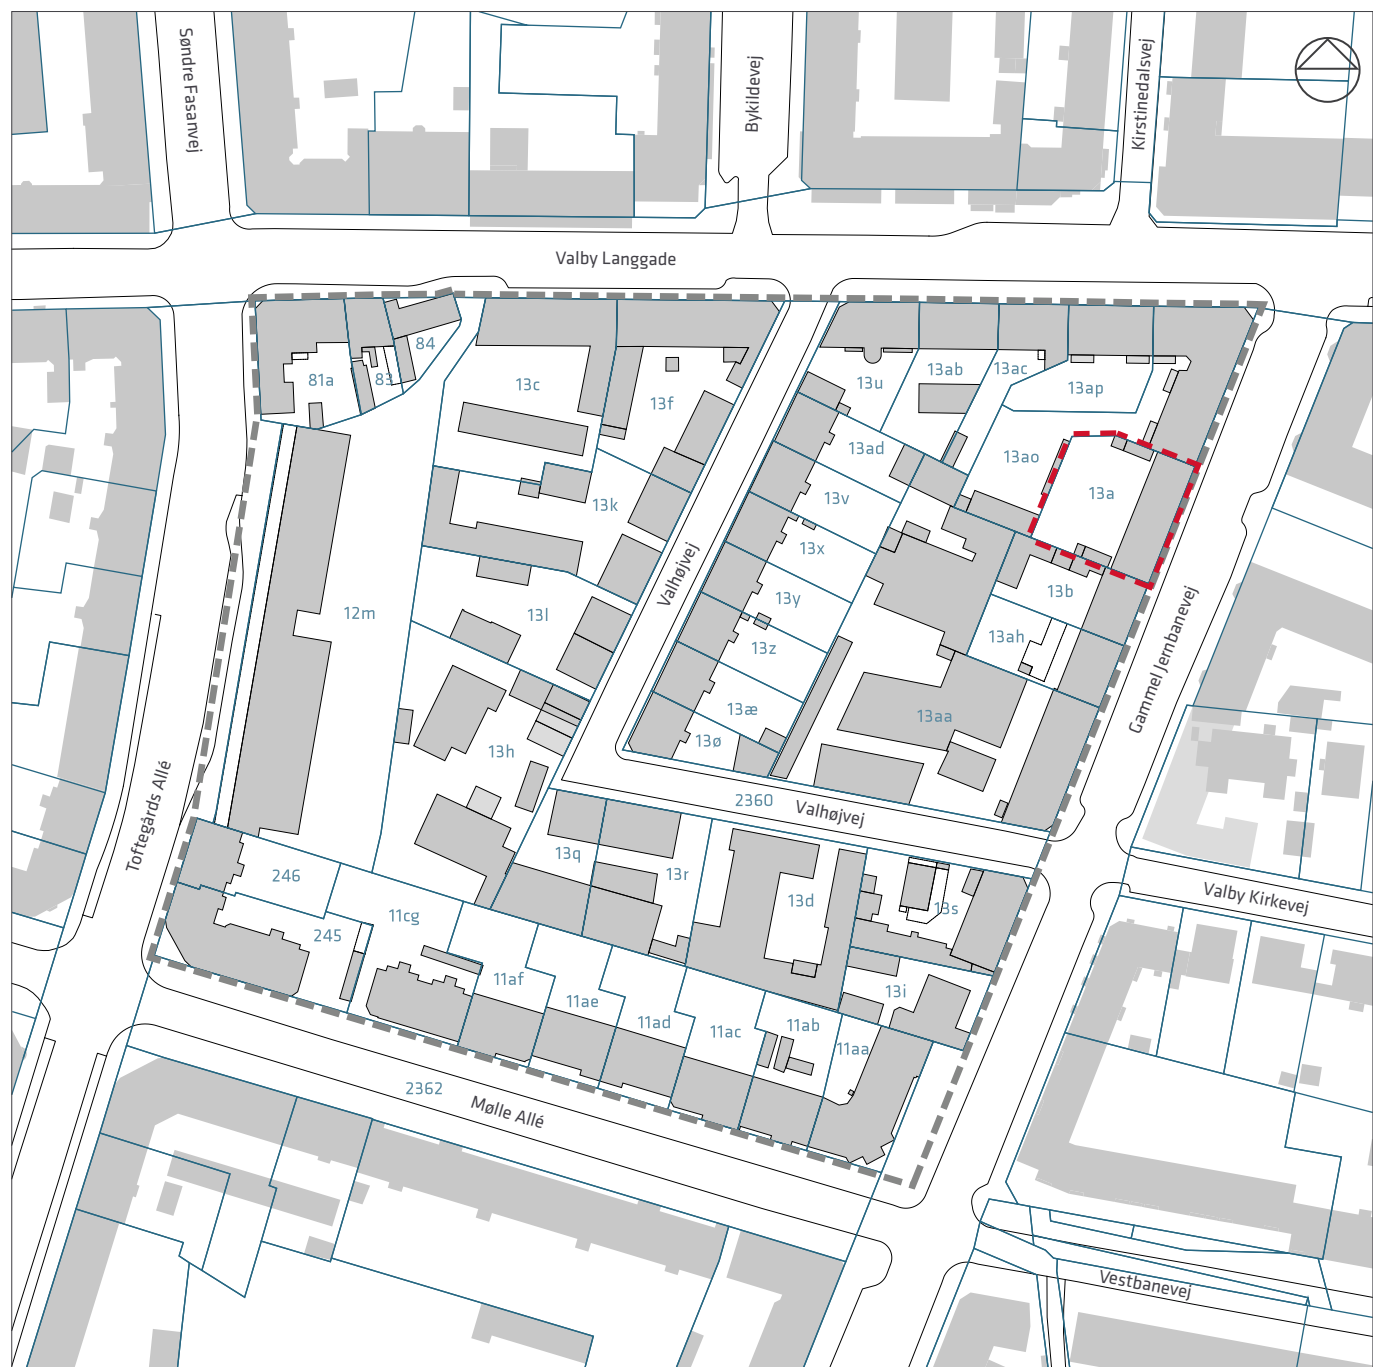 Søndre Fasanvej
Bykildevej
Kirstinedalsvej
Valby Langgade
84
81a
83
13c
13f
13u
13ab
13ac
13ap
13ad
13ao
13a
13k
13v
13x
12m
13l
Valhøjvej
13y
13b
13z
13ah
Gammel Jernbanevej
13æ
13aa
13ø
13h
2360
Valhøjvej
Toftegårds Allé
13q
13r
246
13d
13s
Valby Kirkevej
11cg
245
11af
11ae
13i
11ad
11ac
11ab
11aa
2362
Mølle Allé
Vestbanevej